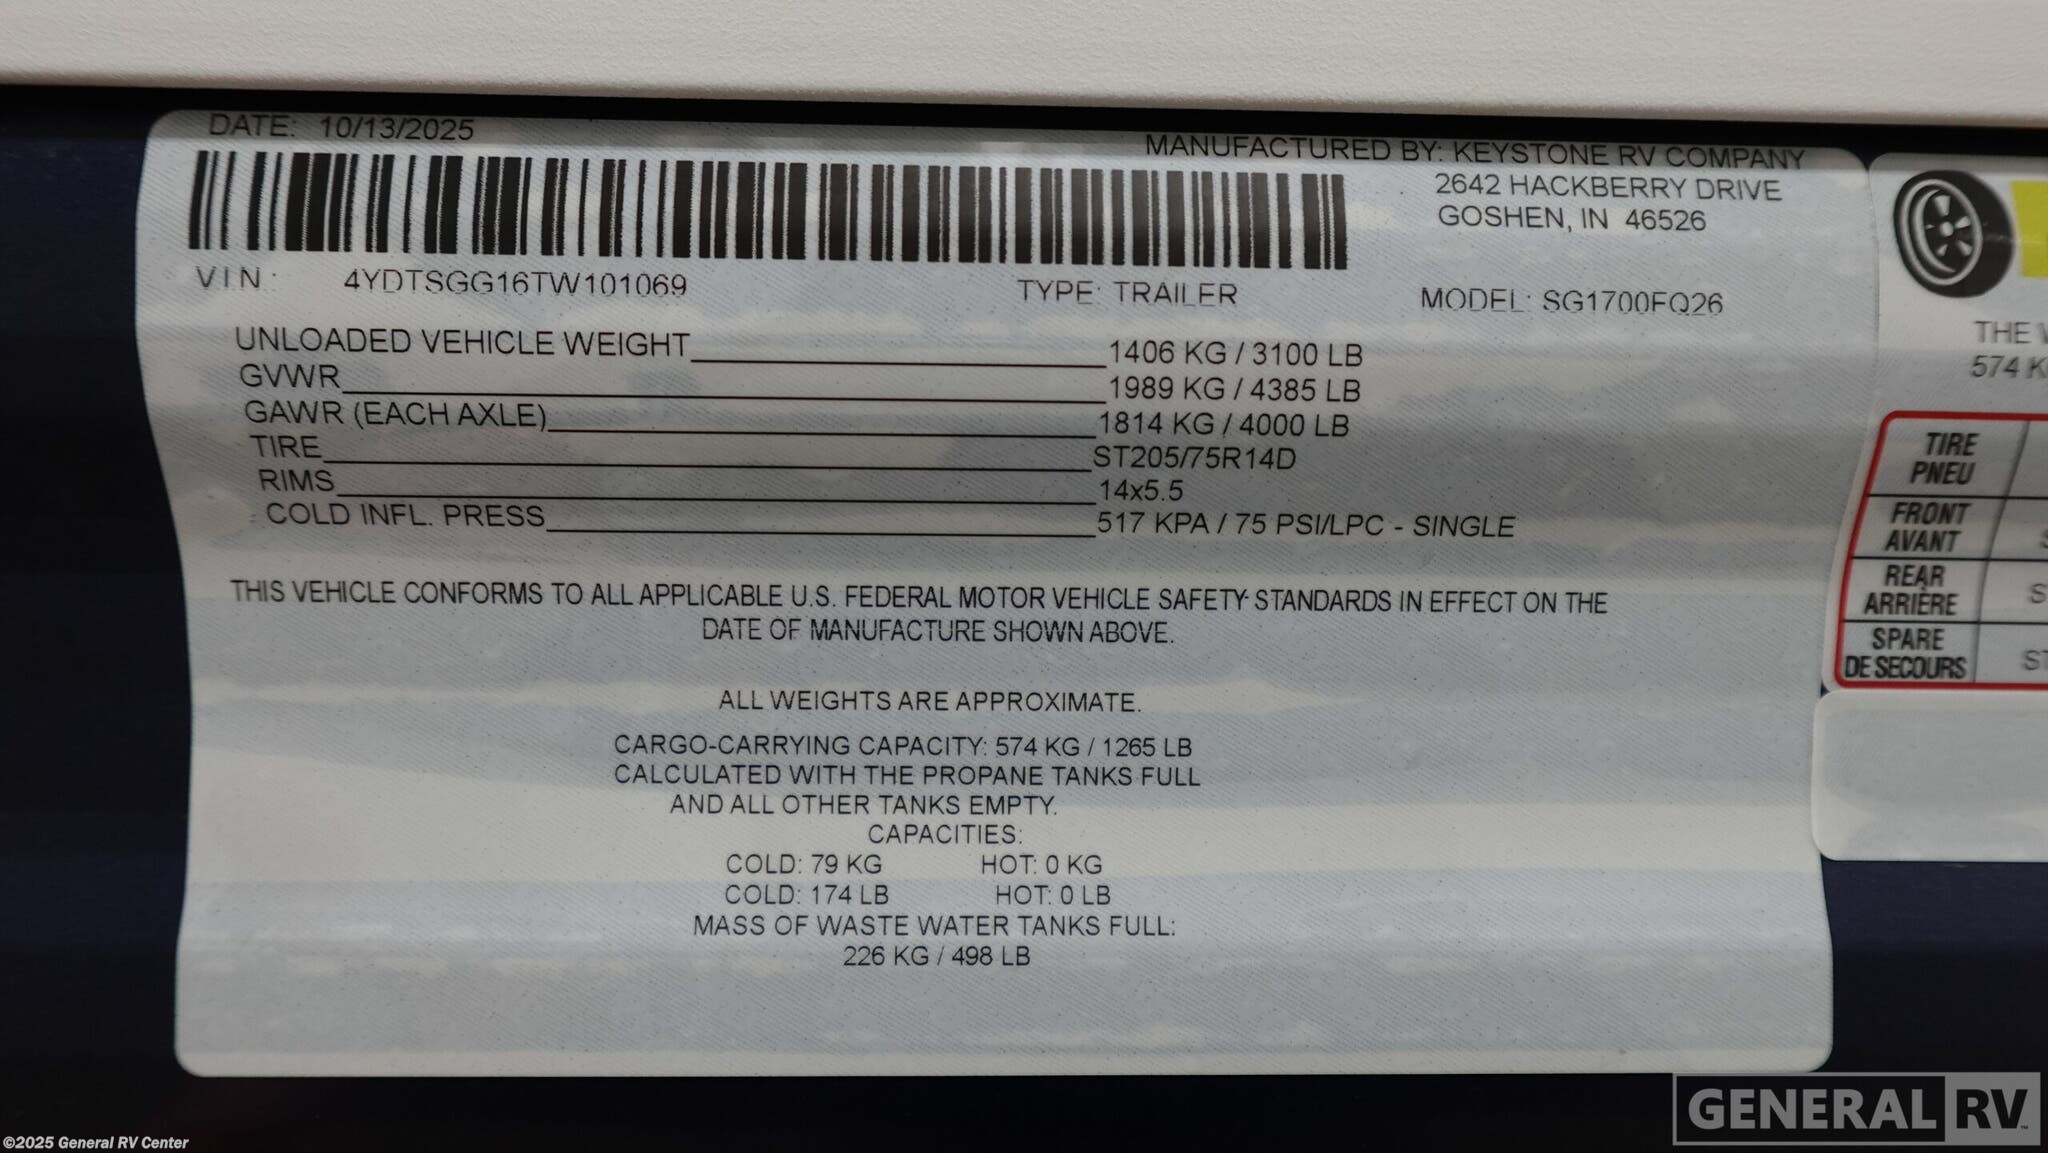 DATE: 10/13/2025
MANUFACTURED BY: KEYSTONE RV COMPANY
2642 HACKBERRY DRIVE
GOSHEN, IN 46526
VIN: 4YDTSGG16TW101069
TYPE: TRAILER
MODEL: SG1700FQ26
UNLOADED VEHICLE WEIGHT 1406 KG / 3100 LB
GVWR 1989 KG / 4385 LB
GAWR (EACH AXLE) 1814 KG / 4000 LB
TIRE ST205/75R14D
RIMS 14x5.5
COLD INFL. PRESS 517 KPA / 75 PSI/LPC - SINGLE
THIS VEHICLE CONFORMS TO ALL APPLICABLE U.S. FEDERAL MOTOR VEHICLE SAFETY STANDARDS IN EFFECT ON THE
DATE OF MANUFACTURE SHOWN ABOVE.
ALL WEIGHTS ARE APPROXIMATE.
CARGO-CARRYING CAPACITY: 574 KG / 1265 LB
CALCULATED WITH THE PROPANE TANKS FULL
AND ALL OTHER TANKS EMPTY.
CAPACITIES:
COLD: 79 KG HOT: 0 KG
COLD: 174 LB HOT: 0 LB
MASS OF WASTE WATER TANKS FULL:
226 KG / 498 LB
THE
574
TIRE
PNEU
FRONT
AVANT
REAR
ARRIÈRE
SPARE
DE SECOURS
GENERAL RV
©2025 General RV Center